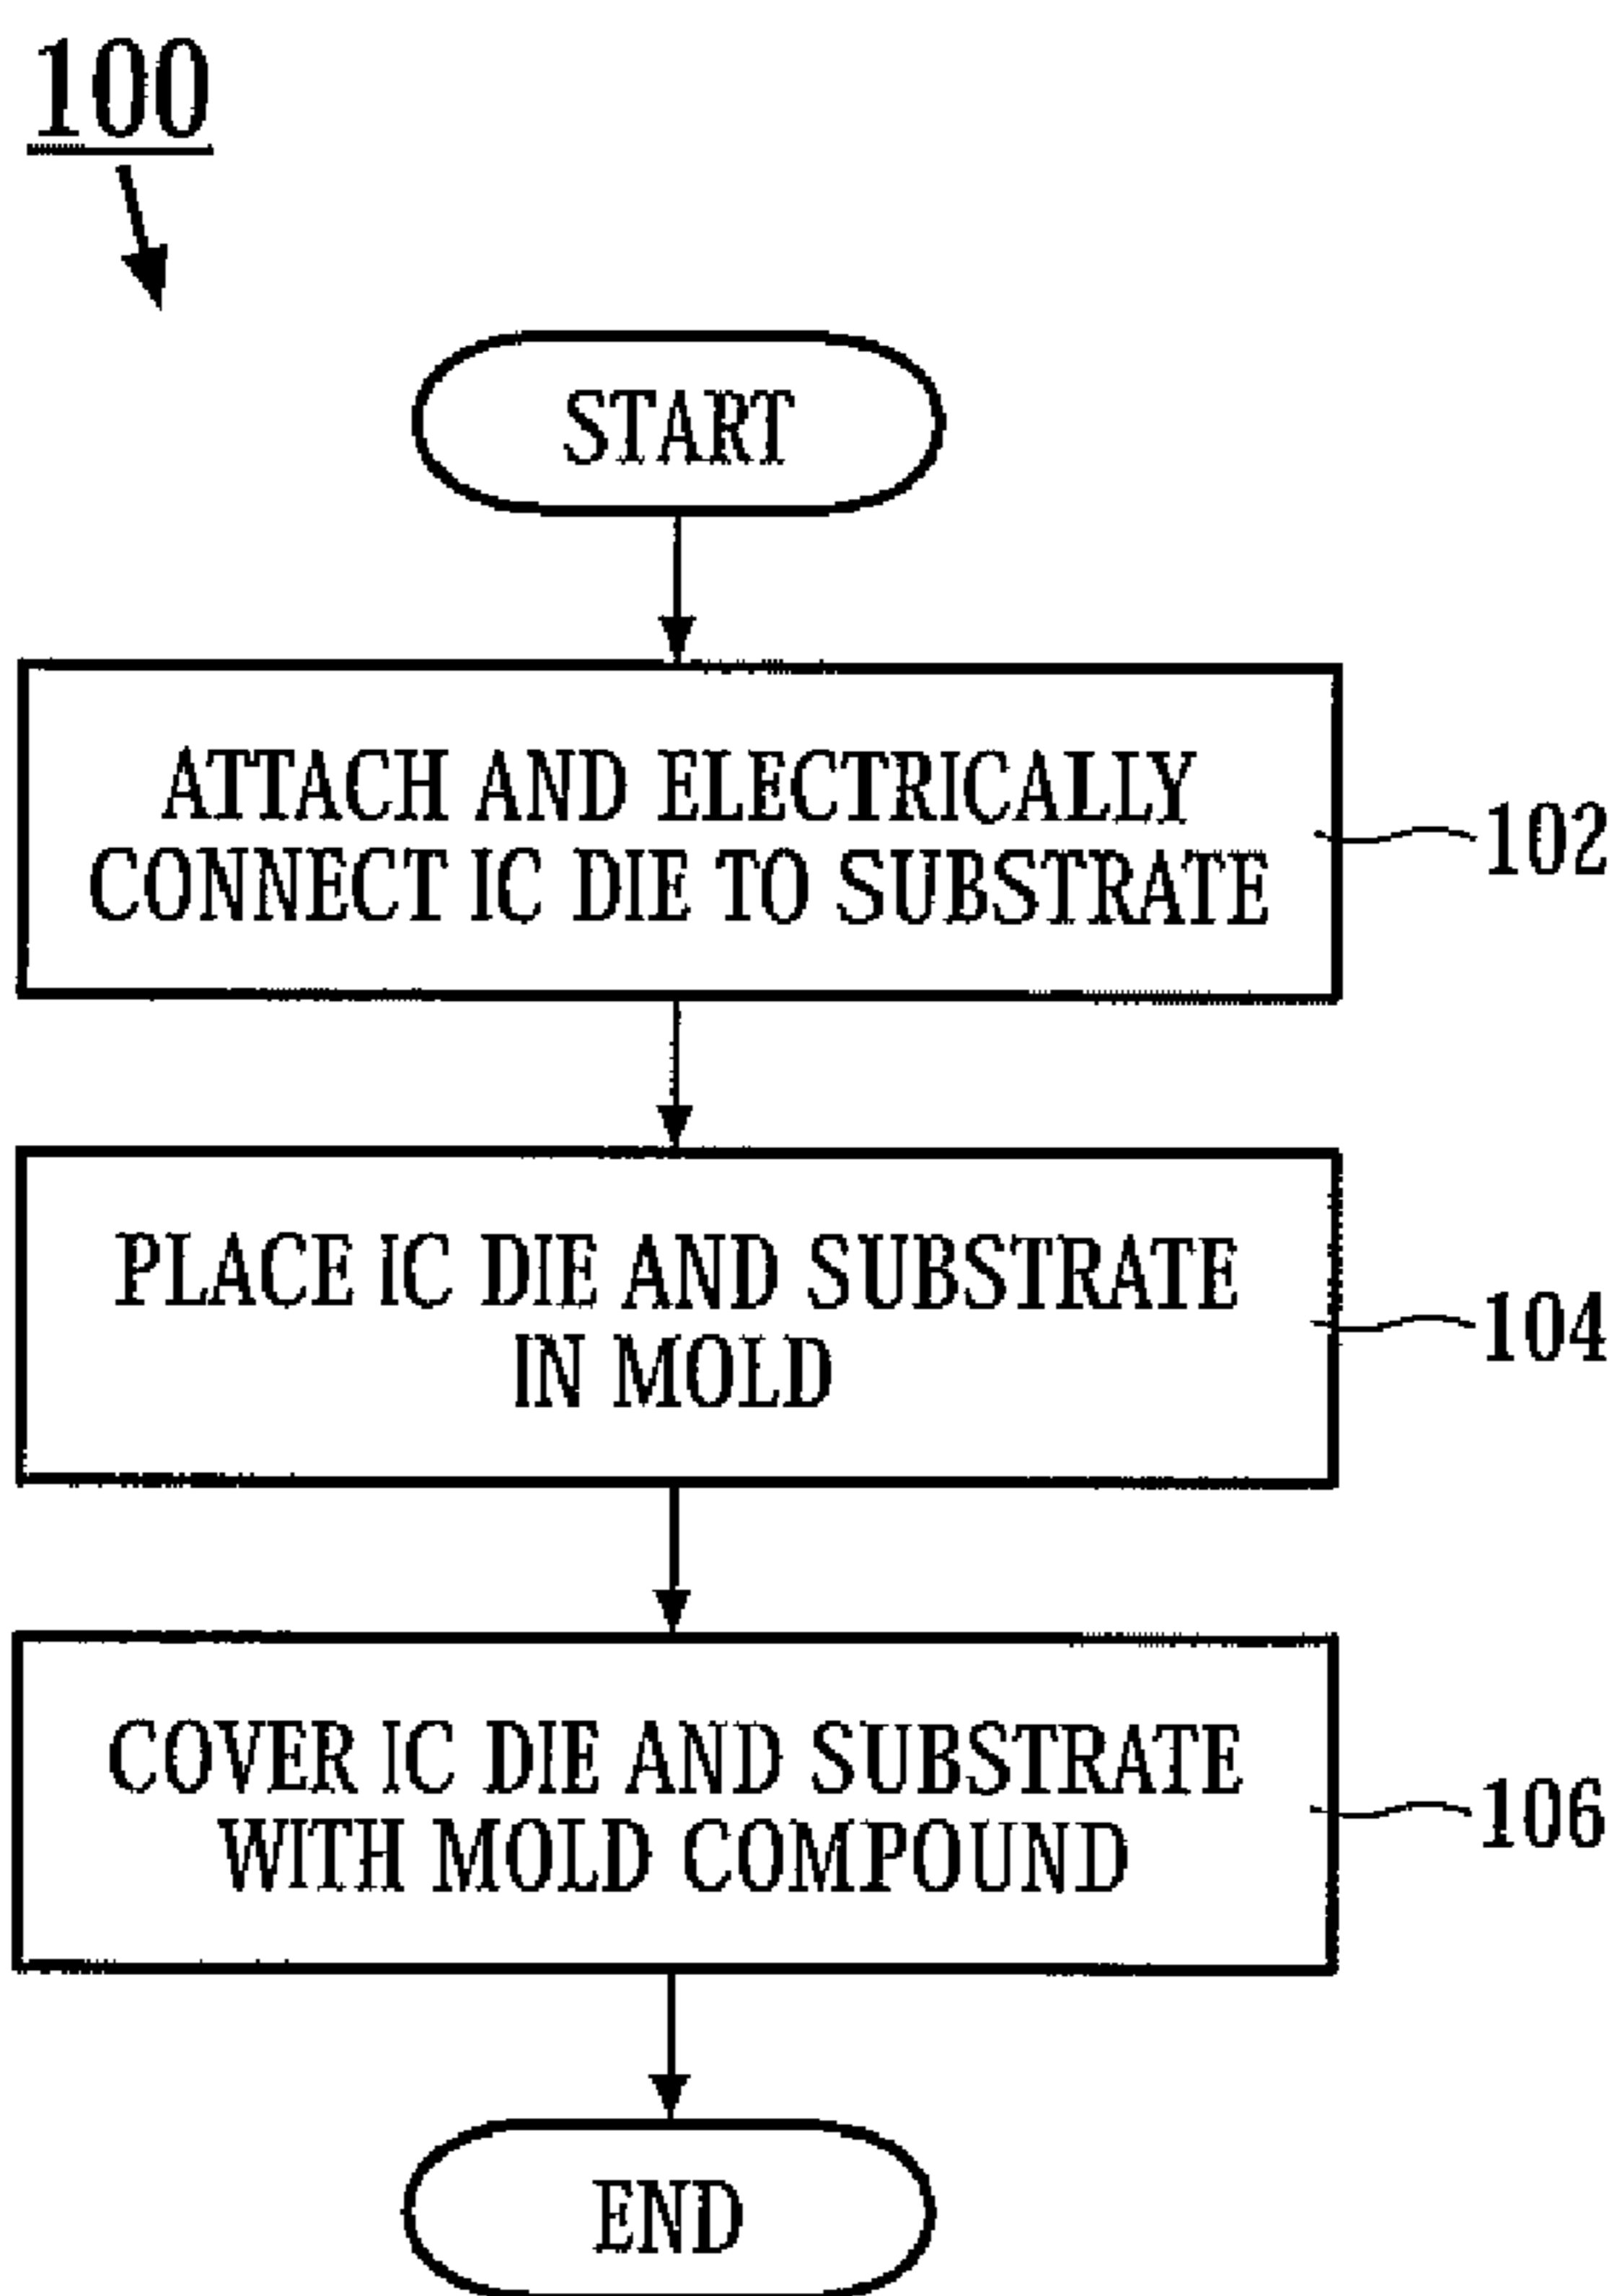 100
START
ATTACH AND ELECTRICALLY
CONNECT IC DIE TO SUBSTRATE
102
PLACE IC DIE AND SUBSTRATE
IN MOLD
104
COVER IC DIE AND SUBSTRATE
WITH MOLD COMPOUND
106
END